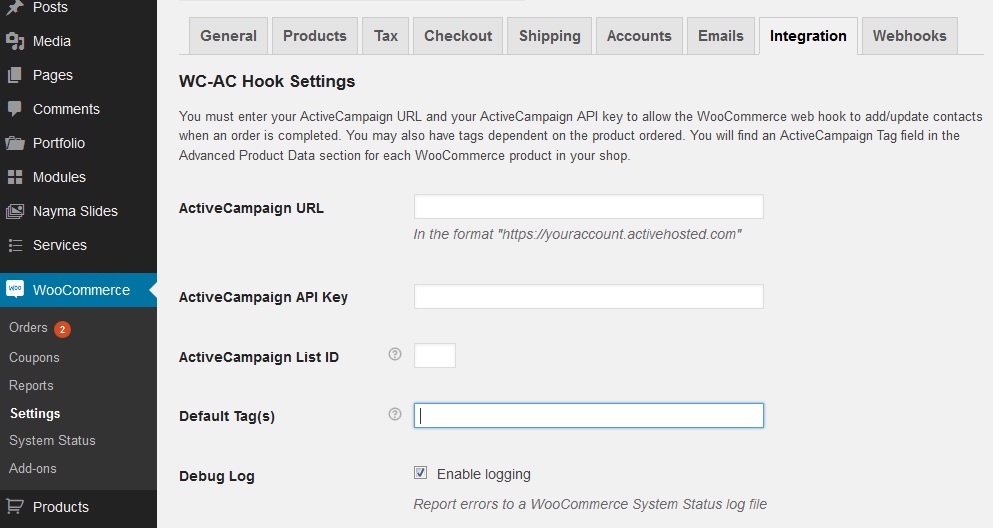 Posts
Media
Pages
Comments
Portfolio
Modules
Nayma Slides
Services
WOO WooCommerce
Orders 2
Coupons
Reports
Settings
System Status
Add-ons
Products
General Products Tax Checkout Shipping Accounts Emails Integration Webhooks
WC-AC Hook Settings
You must enter your ActiveCampaign URL and your ActiveCampaign API key to allow the WooCommerce web hook to add/update contacts
when an order is completed. You may also have tags dependent on the product ordered. You will find an ActiveCampaign Tag field in the
Advanced Product Data section for each WooCommerce product in your shop.
ActiveCampaign URL
In the format "https://youraccount.activehosted.com"
ActiveCampaign API Key
ActiveCampaign List ID ?
Default Tag(s) ?
Debug Log Enable logging
Report errors to a WooCommerce System Status log file